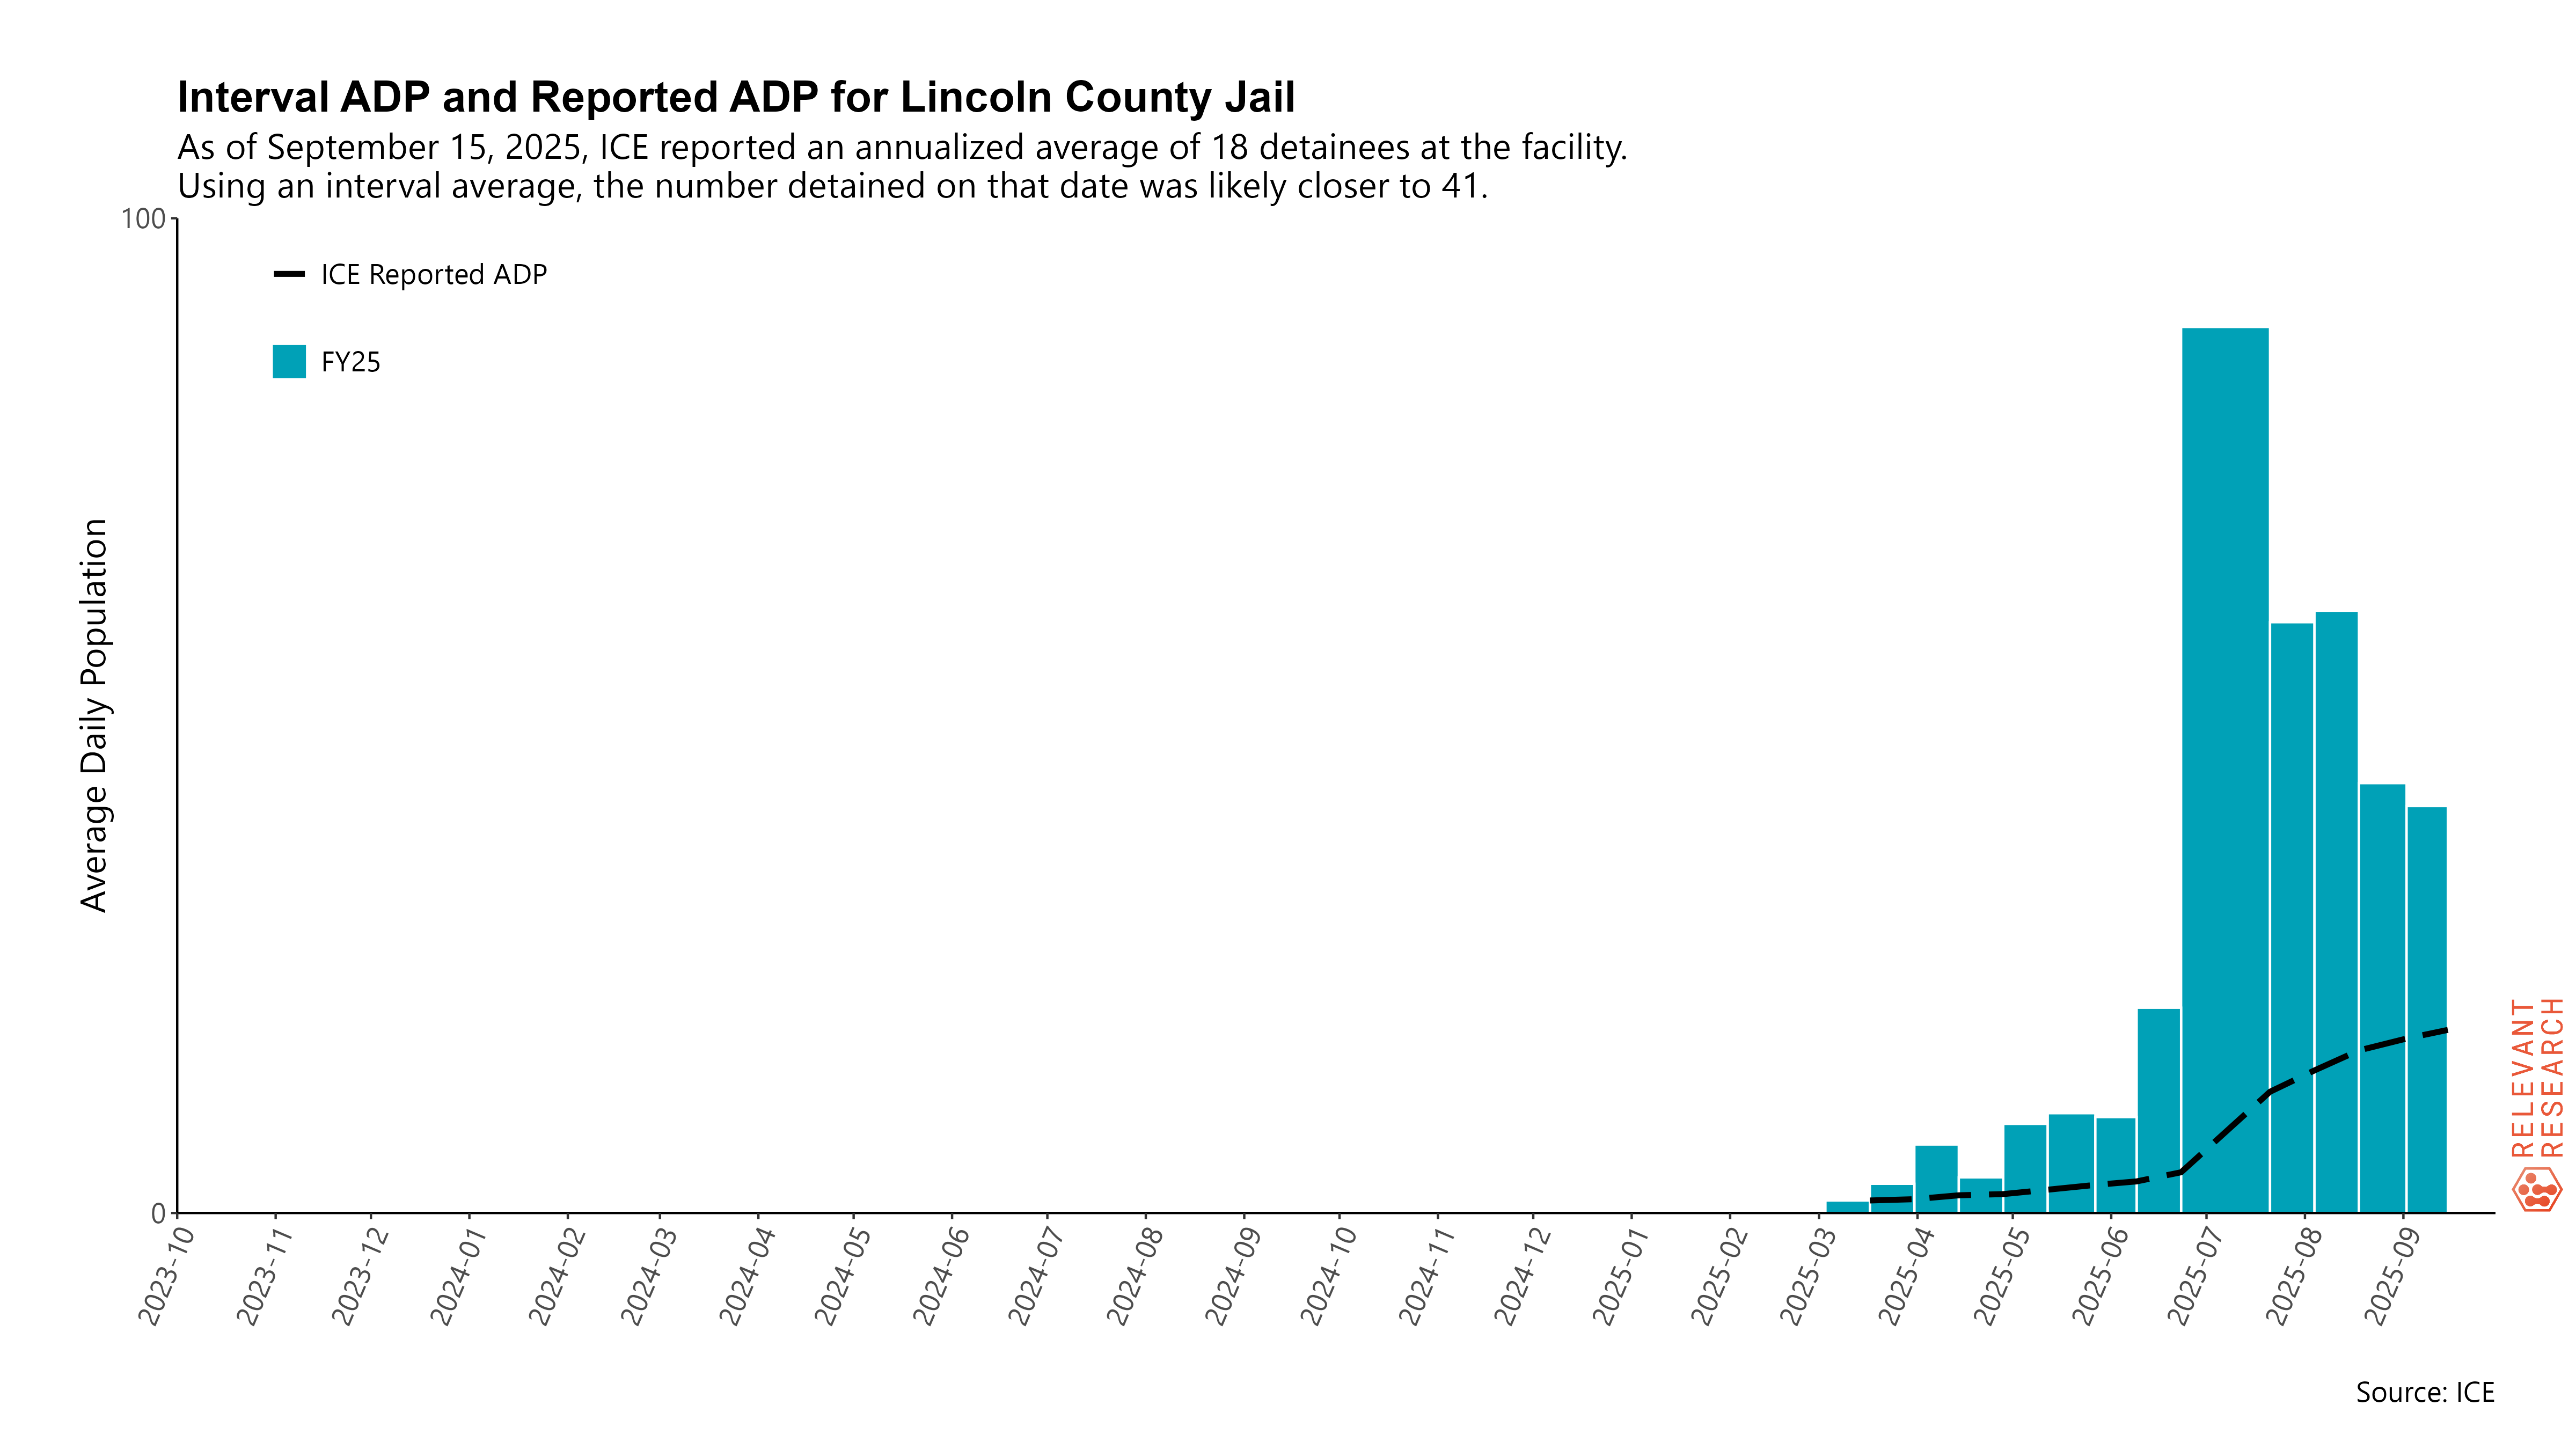 Interval ADP and Reported ADP for Lincoln County Jail
As of September 15, 2025, ICE reported an annualized average of 18 detainees at the facility.
Using an interval average, the number detained on that date was likely closer to 41.
100
ICE Reported ADP
FY25
Average Daily Population
0
2023-10
2023-11
2023-12
2024-01
2024-02
2024-03
2024-04
2024-05
2024-06
2024-07
2024-08
2024-09
2024-10
2024-11
2024-12
2025-01
2025-02
2025-03
2025-04
2025-05
2025-06
2025-07
2025-08
2025-09
RELEVANT
RESEARCH
Source: ICE